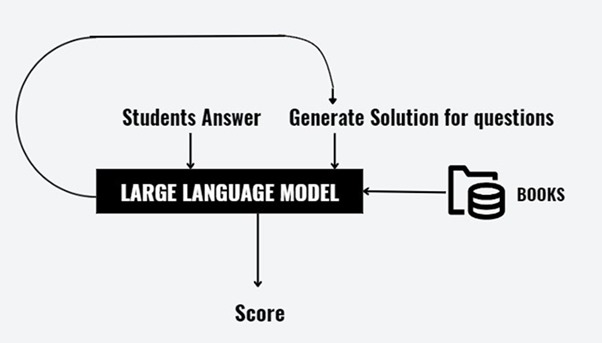 Students Answer
Generate Solution for questions
LARGE LANGUAGE MODEL
BOOKS
Score